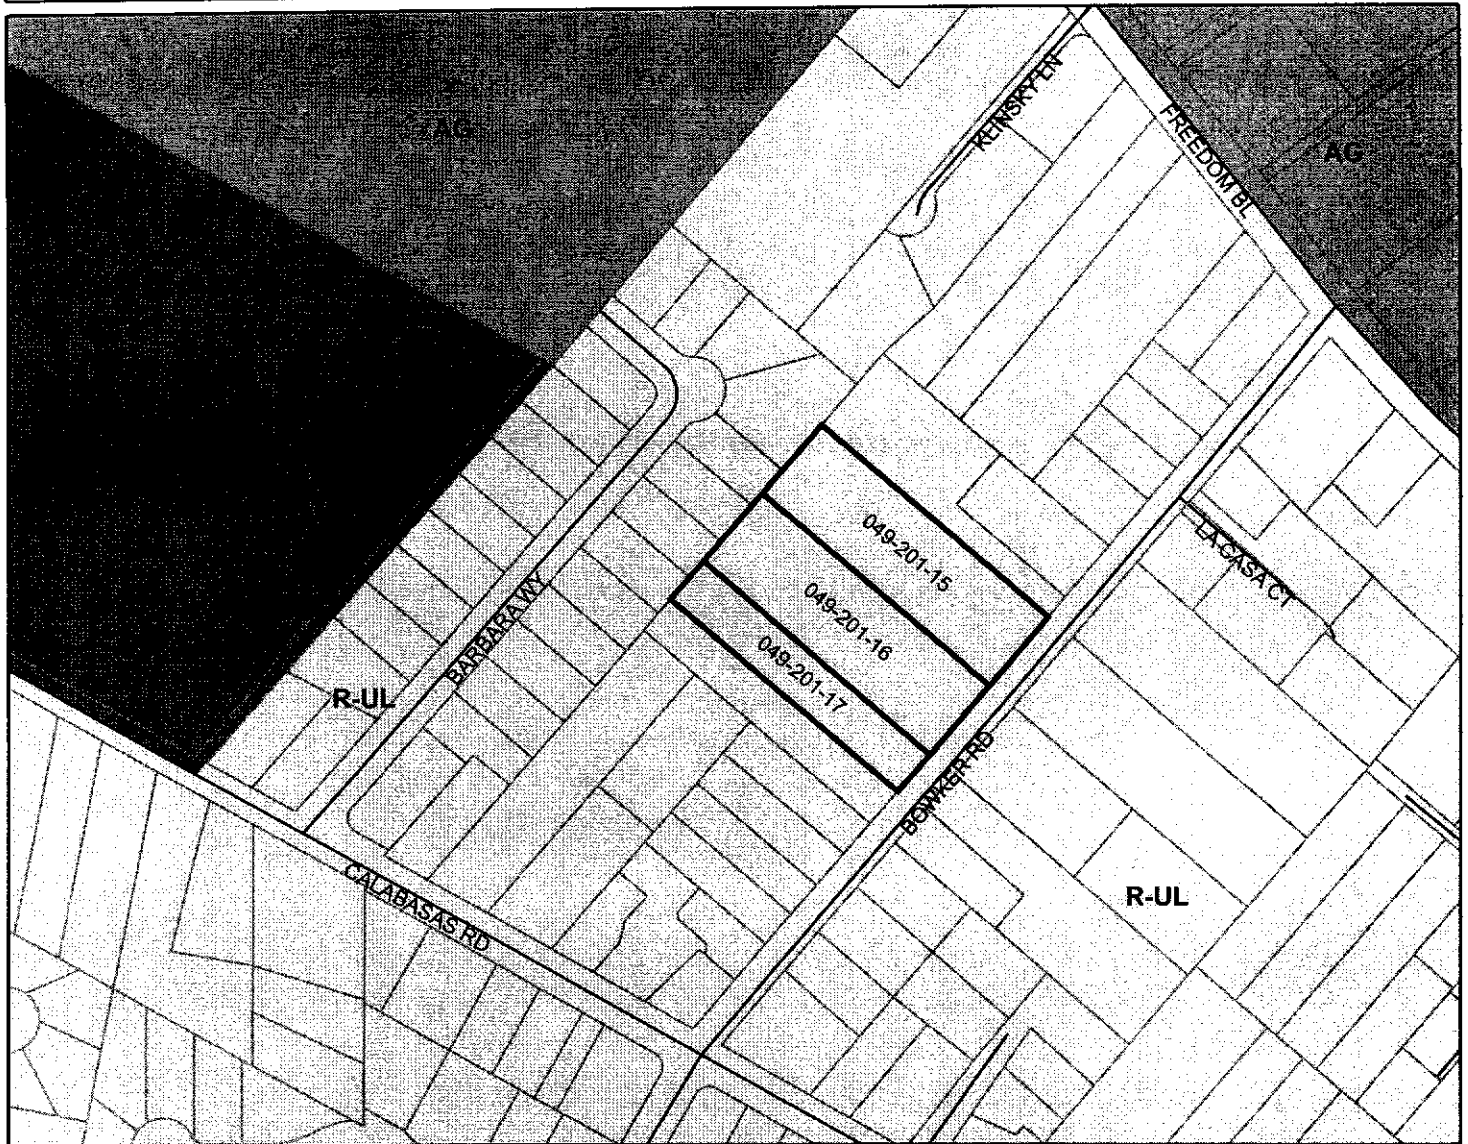 AG
KLINSKY LN
FREEDOM BL
AG
049-201-15
LA CASA CT
049-201-16
BARBARA WY
049-201-17
R-UL
BOWKER RD
CALABASAS RD
R-UL